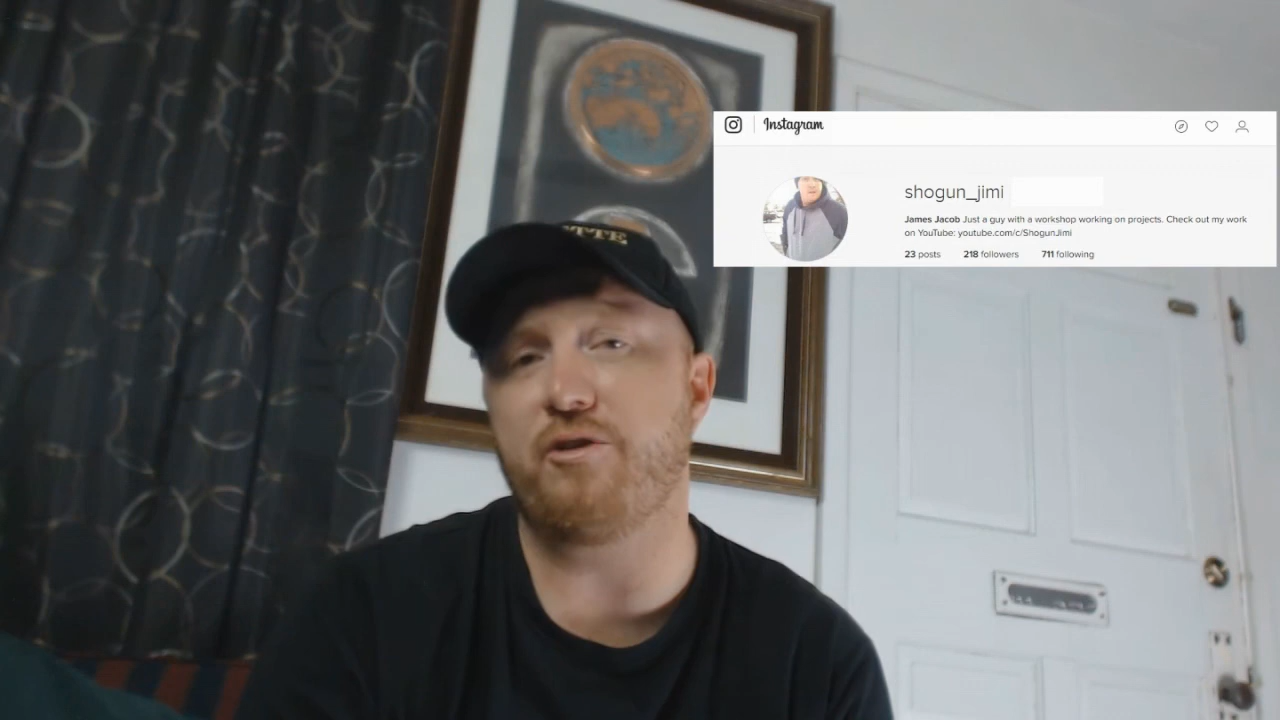 Instagram
shogun_jimi
James Jacob Just a guy with a workshop working on projects. Check out my work
on YouTube: youtube.com/c/ShogunJimi
23 posts 218 followers 711 following